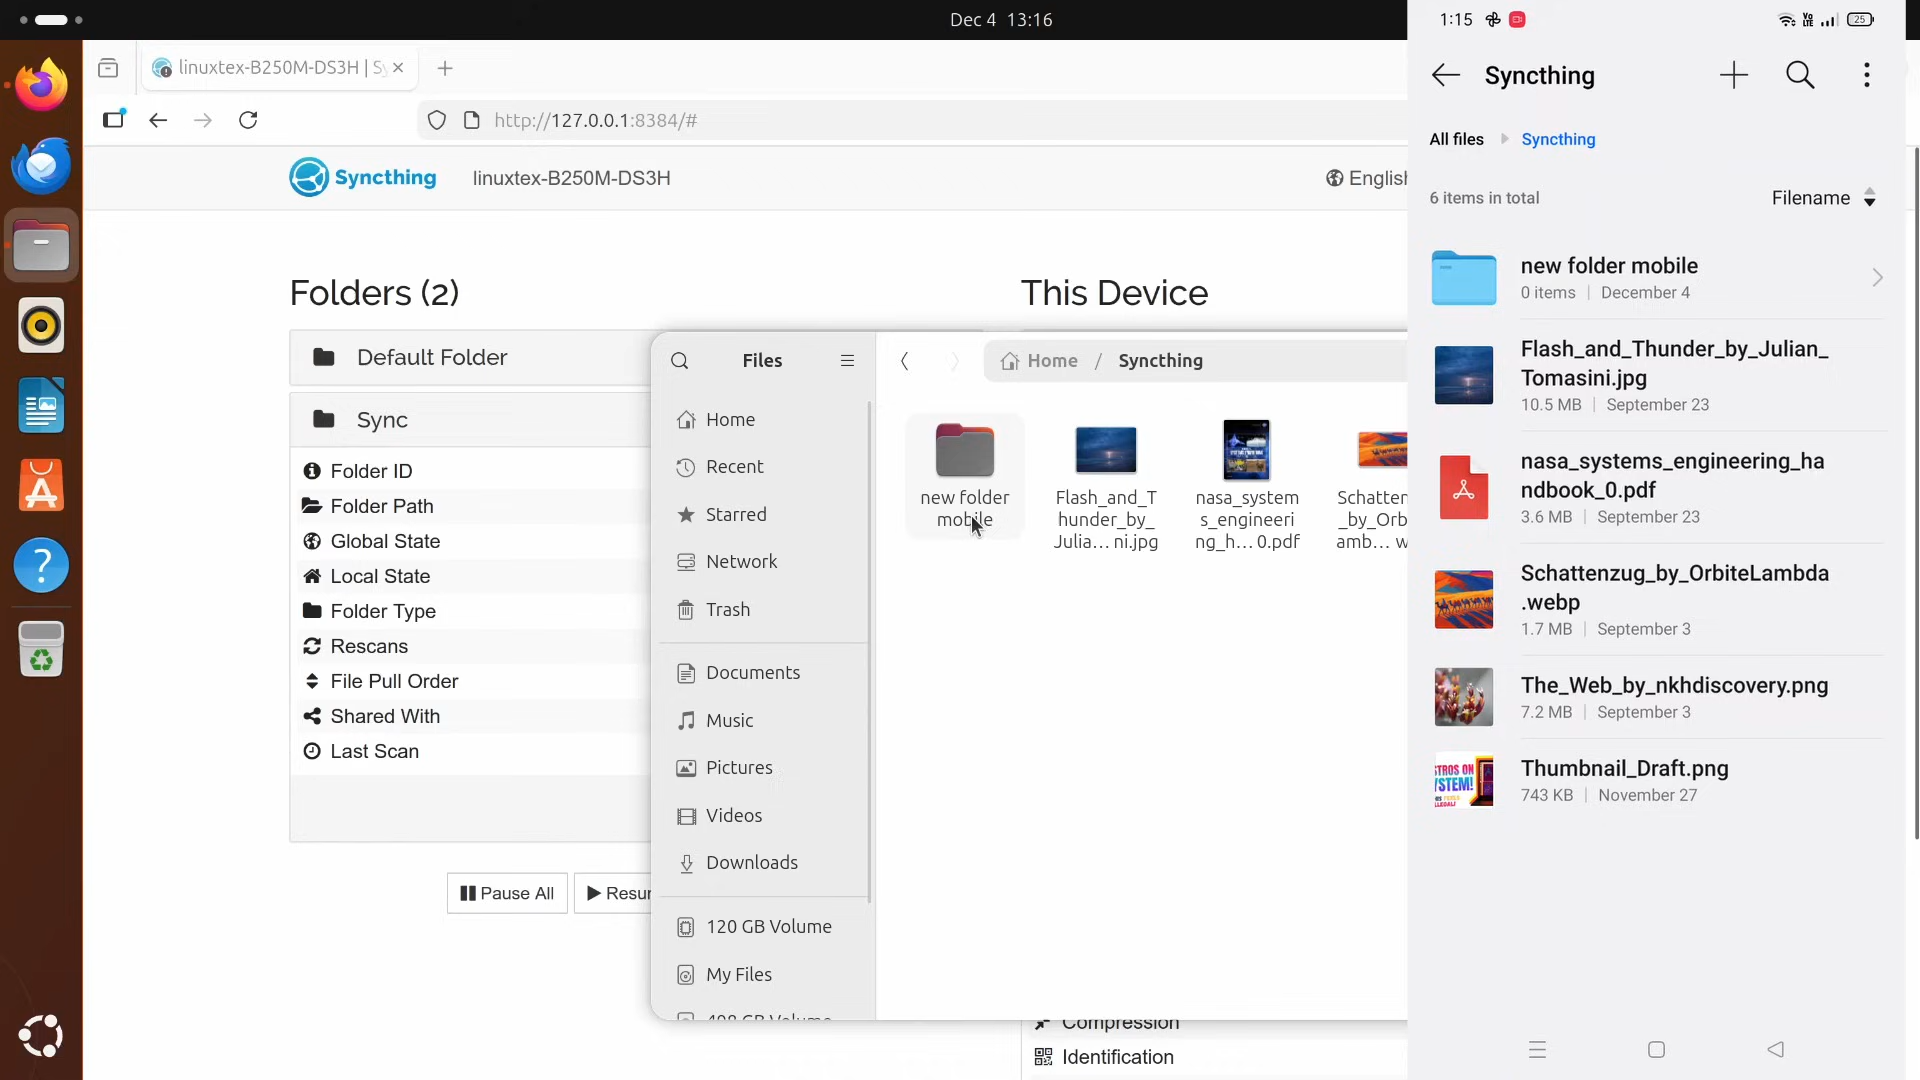 Dec 4 13:16
linuxtex-B250M-DS3H | Sy
http://127.0.0.1:8384/#
Syncthing
linuxtex-B250M-DS3H
English
Folders (2)
This Device
Default Folder
Sync
Folder ID
Folder Path
Global State
Local State
Folder Type
Rescans
File Pull Order
Shared With
Last Scan
Pause All
Resu
Compression
Identification
Files
Home
Recent
Starred
Network
Trash
Documents
Music
Pictures
Videos
Downloads
120 GB Volume
My Files
Home / Syncthing
new folder
mobile
Flash_and_T
hunder_by_
Julia... ni.jpg
nasa_system
s_engineeri
ng_h... 0.pdf
Schatten
_by_Orb
amb... w
1:15
25
Syncthing
All files
Syncthing
6 items in total
Filename
new folder mobile
0 items | December 4
Flash_and_Thunder_by_Julian_
Tomasini.jpg
10.5 MB | September 23
nasa_systems_engineering_ha
ndbook_0.pdf
3.6 MB | September 23
Schattenzug_by_OrbiteLambda
.webp
1.7 MB | September 3
The_Web_by_nkhdiscovery.png
7.2 MB | September 3
STROS ON
YSTEM!
Thumbnail_Draft.png
743 KB | November 27